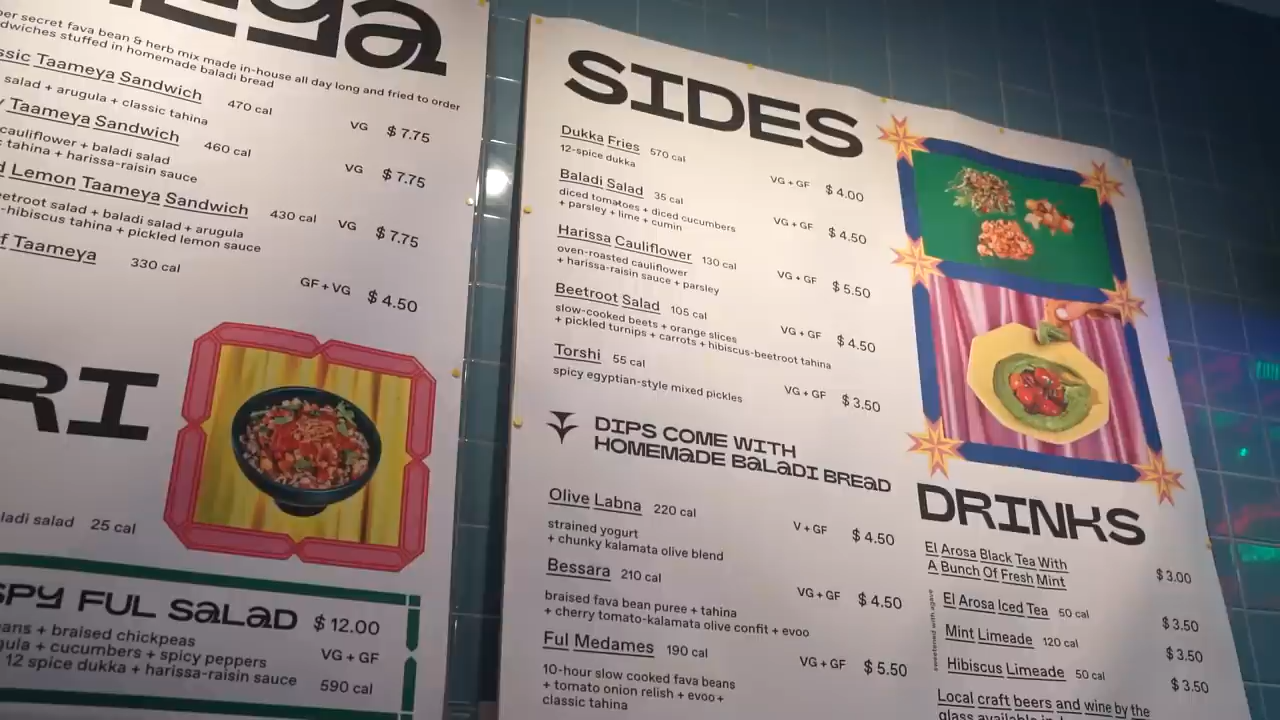 secret fava bean & herb mix made in-house all day long and fried to order
stuffed in homemade baladi bread
Taameya Sandwich 470 cal
VG $ 7.75
salad + arugula + classic tahina
Taameya Sandwich 460 cal
VG $ 7.75
cauliflower + baladi salad
tahina + harissa-raisin sauce
Lemon Taameya Sandwich 430 cal
VG $ 7.75
salad + baladi salad + arugula
-hibiscus tahina + pickled lemon sauce
Taameya 330 cal
GF + VG $ 4.50
salad 25 cal
FUL SALAD $ 12.00
+ braised chickpeas
VG + GF
+ cucumbers + spicy peppers
12 spice dukka + harissa-raisin sauce
590 cal
SIDES
Dukka Fries 570 cal
VG + GF $ 4.00
12-spice dukka
Baladi Salad 35 cal
VG + GF $ 4.50
diced tomatoes + diced cucumbers
+ parsley + lime + cumin
Harissa Cauliflower 130 cal
VG + GF $ 5.50
oven-roasted cauliflower
+ harissa-raisin sauce + parsley
Beetroot Salad 105 cal
VG + GF $ 4.50
slow-cooked beets + orange slices
+ pickled turnips + carrots + hibiscus-beetroot tahina
Torshi 55 cal
VG + GF $ 3.50
spicy egyptian-style mixed pickles
DIPS COME WITH
HOMEMADE BALADI BREAD
Olive Labna 220 cal
V + GF $ 4.50
strained yogurt
+ chunky kalamata olive blend
Bessara 210 cal
VG + GF $ 4.50
braised fava bean puree + tahina
+ cherry tomato-kalamata olive confit + evoo
Ful Medames 190 cal
VG + GF $ 5.50
10-hour slow cooked fava beans
+ tomato onion relish + evoo +
classic tahina
DRINKS
El Arosa Black Tea With
A Bunch Of Fresh Mint
$ 3.00
sweetened with agave
El Arosa Iced Tea 50 cal
$ 3.50
Mint Limeade 120 cal
$ 3.50
Hibiscus Limeade 50 cal
$ 3.50
Local craft beers and wine by the
glass available in